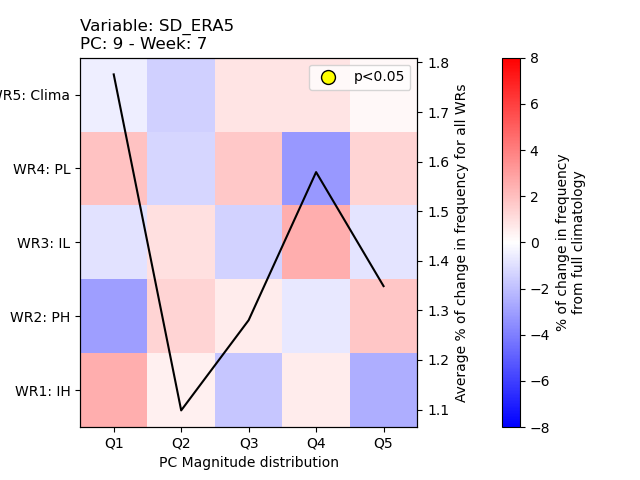 Variable: SD_ERA5
PC: 9 - Week: 7
p<0.05
WR5: Clima
WR4: PL
WR3: IL
WR2: PH
WR1: IH
Q1 Q2 Q3 Q4 Q5
PC Magnitude distribution
1.8
1.7
1.6
1.5
1.4
1.3
1.2
1.1
Average % of change in frequency for all WRs
8
6
4
2
0
−2
−4
−6
−8
% of change in frequency
from full climatology